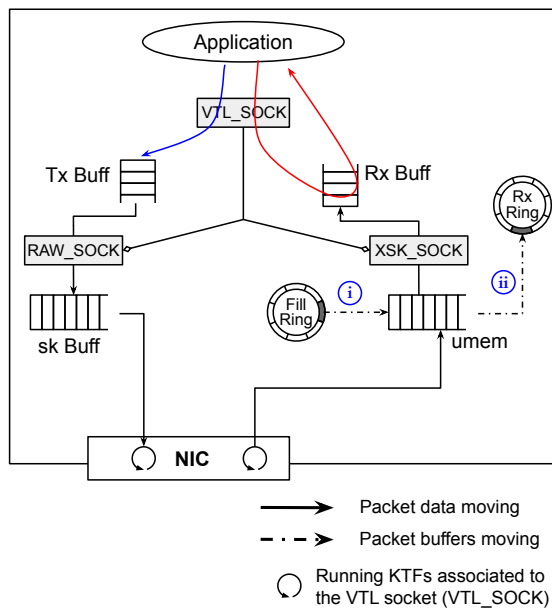 Application
VTL_SOCK
Tx Buff
Rx Buff
Rx
Ring
RAW_SOCK
XSK_SOCK
i
ii
Fill
Ring
sk Buff
umem
NIC
Packet data moving
Packet buffers moving
Running KTFs associated to
the VTL socket (VTL_SOCK)